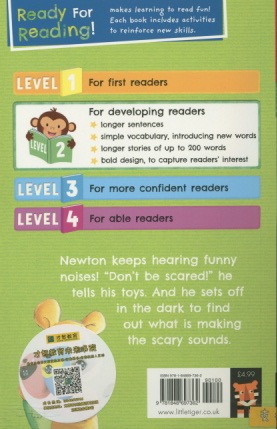 Ready For
Reading!
makes learning to read fun!
Each book includes activities
to reinforce new skills.
LEVEL 1 For first readers
For developing readers
longer sentences
simple vocabulary, introducing new words
longer stories of up to 200 words
bold design, to capture readers' interest
LEVEL 2
LEVEL 3 For more confident readers
LEVEL 4 For able readers
Newton keeps hearing funny
noises! "Don't be scared!" he
tells his toys. And he sets off
in the dark to find
out what is making
the scary sounds.
£4.99
www.littletiger.co.uk